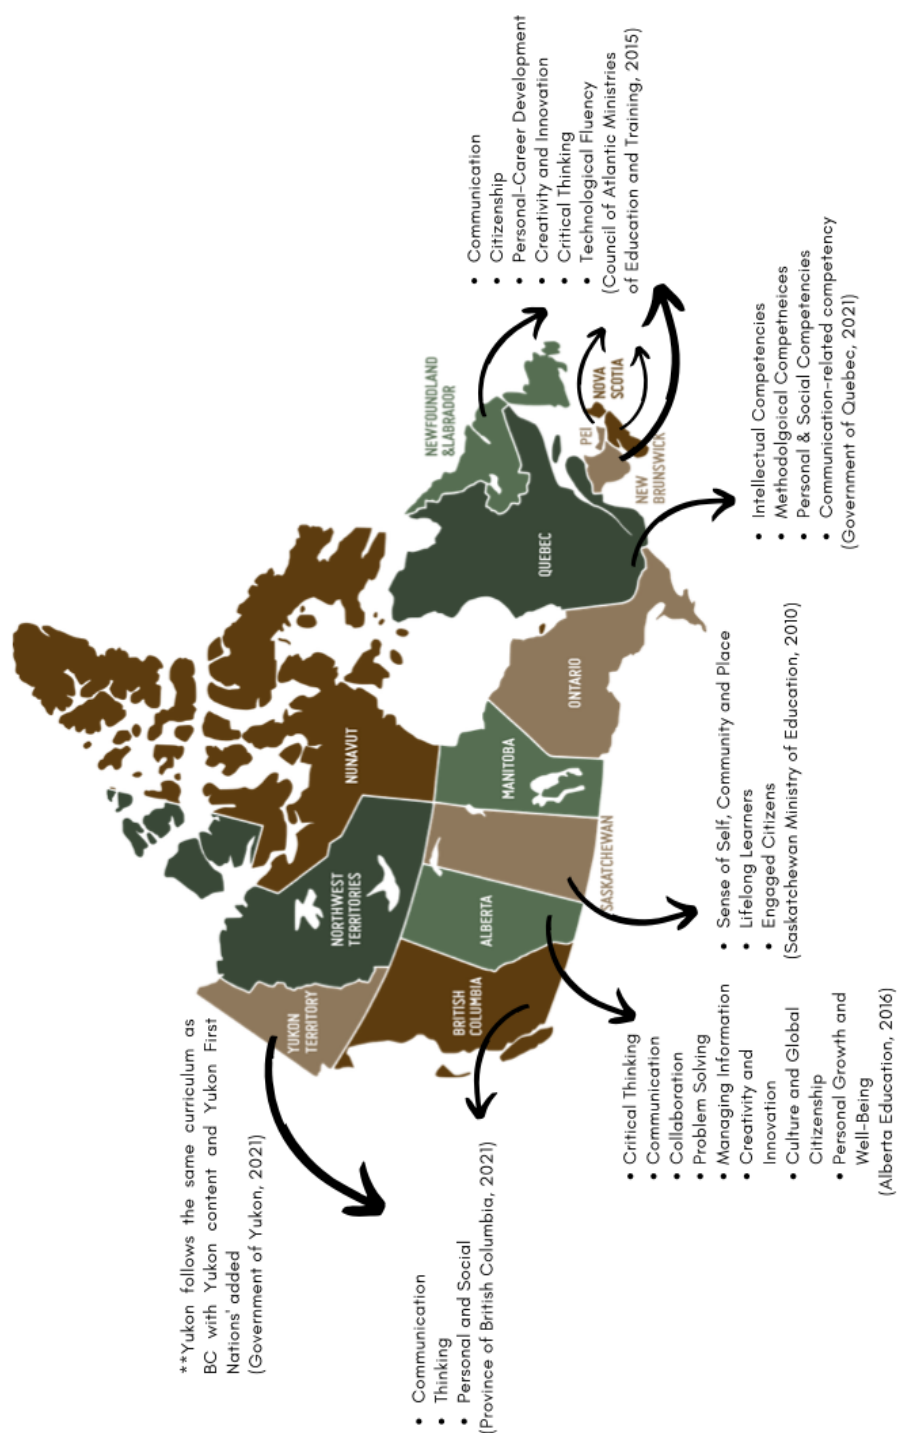 **Yukon follows the same curriculum as
BC with Yukon content and Yukon First
Nations' added
(Government of Yukon, 2021)
• Communication
• Thinking
• Personal and Social
(Province of British Columbia, 2021)
• Critical Thinking
• Communication
• Collaboration
• Problem Solving
• Managing Information
• Creativity and
Innovation
• Culture and Global
Citizenship
• Personal Growth and
Well-Being
(Alberta Education, 2016)
• Sense of Self, Community and Place
• Lifelong Learners
• Engaged Citizens
(Saskatchewan Ministry of Education, 2010)
• Intellectual Competencies
• Methodolgoical Competneices
• Personal & Social Competencies
• Communication-related competency
(Government of Quebec, 2021)
• Communication
• Citizenship
• Personal-Career Development
• Creativity and Innovation
• Critical Thinking
• Technological Fluency
(Council of Atlantic Ministries
of Education and Training, 2015)
YUKON
TERRITORY
NORTHWEST
TERRITORIES
NUNAVUT
BRITISH
COLUMBIA
ALBERTA
SASKATCHEWAN
MANITOBA
ONTARIO
QUEBEC
NEWFOUNDLAND
&LABRADOR
PEI
NOVA
SCOTIA
NEW
BRUNSWICK